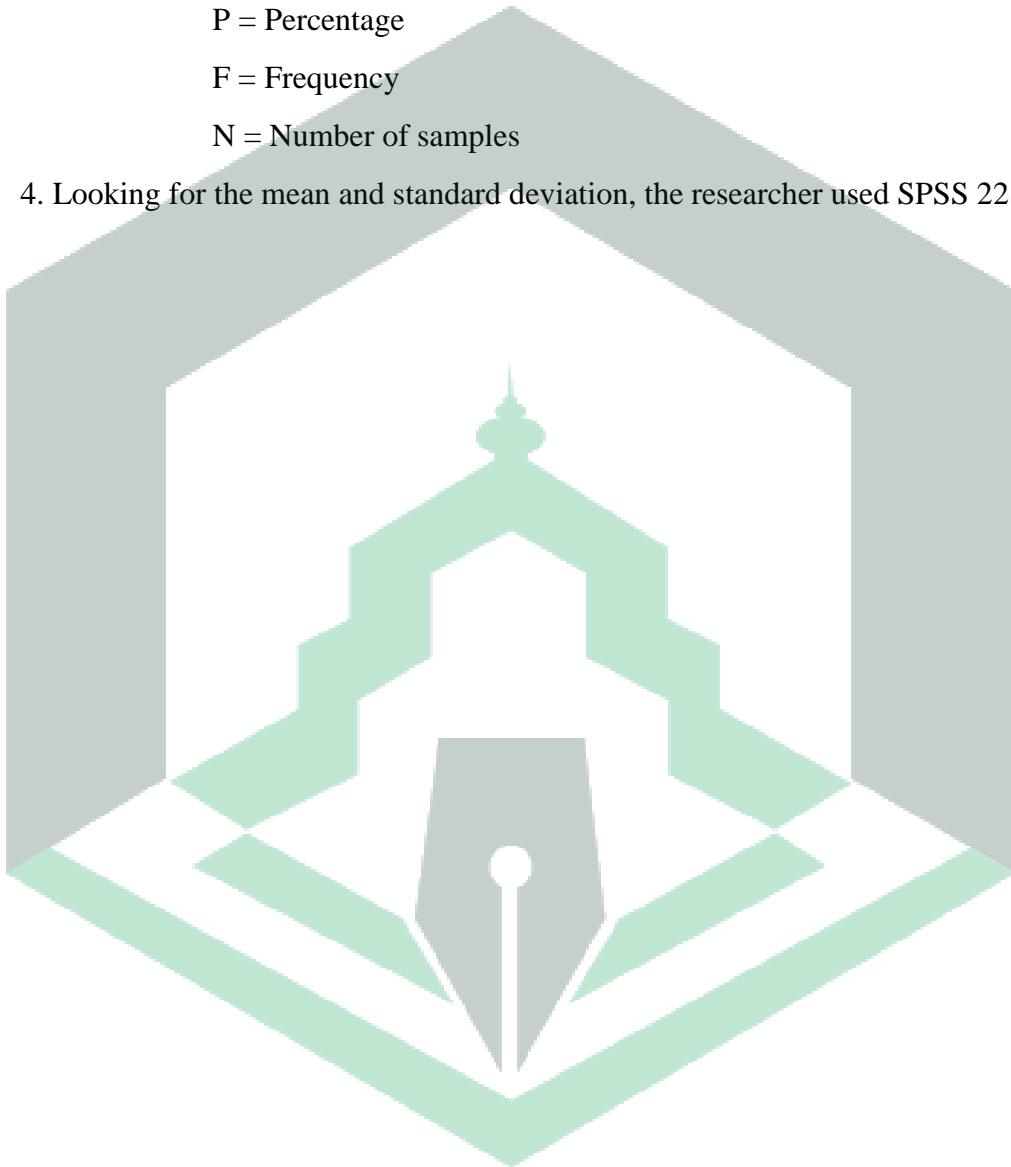 P = Percentage
F = Frequency
N = Number of samples
4. Looking for the mean and standard deviation, the researcher used SPSS 22